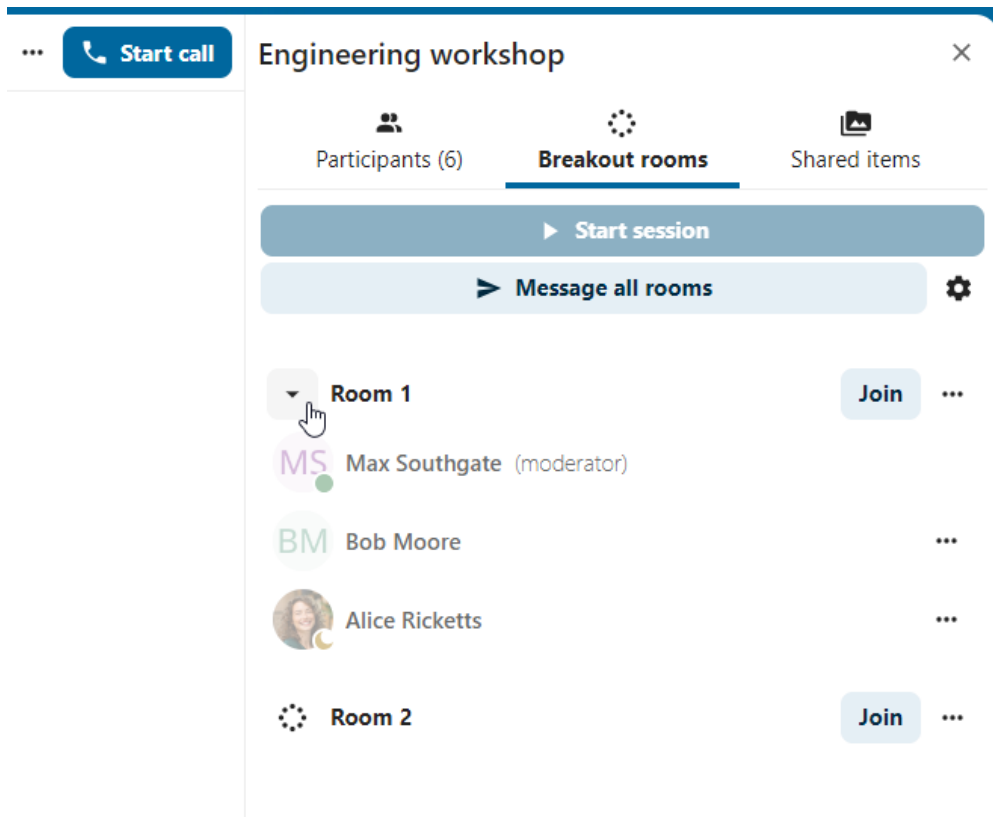 Start call
Engineering workshop
Participants (6)
Breakout rooms
Shared items
Start session
Message all rooms
Room 1
Join
MS
Max Southgate (moderator)
BM
Bob Moore
Alice Ricketts
Room 2
Join